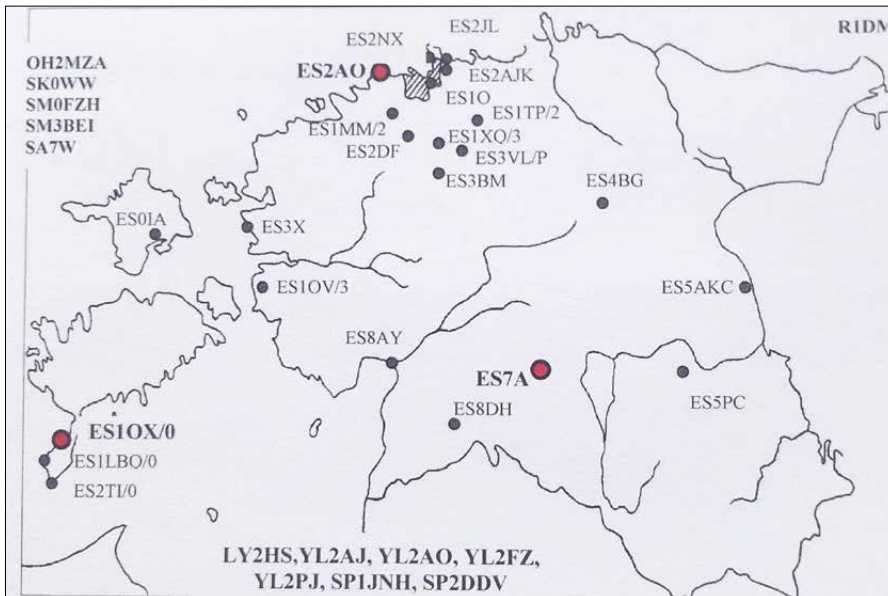 R1DM
OH2MZA
SK0WW
SM0FZH
SM3BEI
SA7W
ES2NX
ES2JL
ES2AO
ES2AJK
ES1O
ES1TP/2
ES1MM/2
ES1XQ/3
ES2DF
ES3VL/P
ES3BM
ES4BG
ES0IA
ES3X
ES1OV/3
ES5AKC
ES8AY
ES7A
ES5PC
ES8DH
ES1OX/0
ES1LBO/0
ES2TI/0
LY2HS,YL2AJ, YL2AO, YL2FZ,
YL2PJ, SP1JNH, SP2DDV